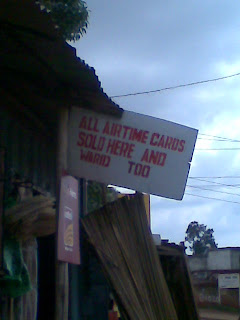 ALL AIRTIME CARDS
SOLD HERE AND
WARID TOO